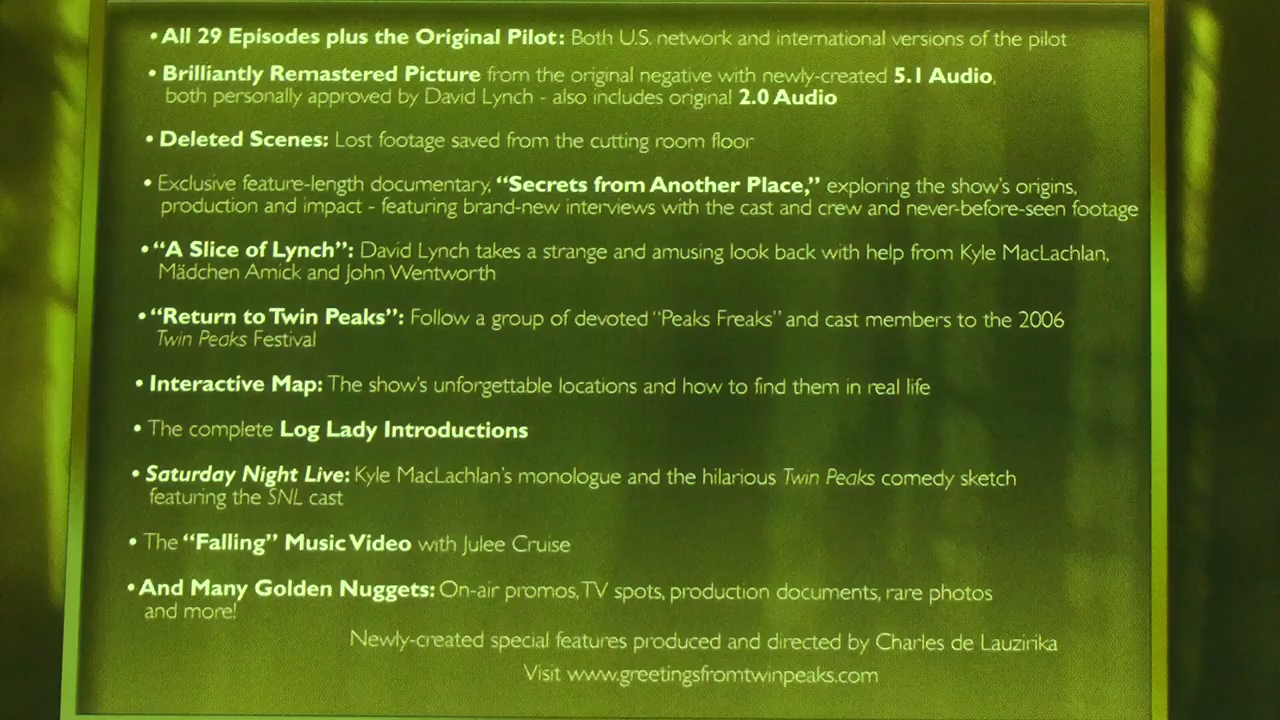 • All 29 Episodes plus the Original Pilot: Both U.S. network and international versions of the pilot
• Brilliantly Remastered Picture from the original negative with newly-created 5.1 Audio,
both personally approved by David Lynch - also includes original 2.0 Audio
• Deleted Scenes: Lost footage saved from the cutting room floor
• Exclusive feature-length documentary, “Secrets from Another Place,” exploring the show’s origins,
production and impact - featuring brand-new interviews with the cast and crew and never-before-seen footage
• “A Slice of Lynch”: David Lynch takes a strange and amusing look back with help from Kyle MacLachlan,
Mädchen Amick and John Wentworth
• “Return to Twin Peaks”: Follow a group of devoted “Peaks Freaks” and cast members to the 2006
Twin Peaks Festival
• Interactive Map: The show’s unforgettable locations and how to find them in real life
• The complete Log Lady Introductions
• Saturday Night Live: Kyle MacLachlan’s monologue and the hilarious Twin Peaks comedy sketch
featuring the SNL cast
• The “Falling” Music Video with Julee Cruise
• And Many Golden Nuggets: On-air promos, TV spots, production documents, rare photos
and more!
Newly-created special features produced and directed by Charles de Lauzirika
Visit www.greetingsfromtwinpeaks.com